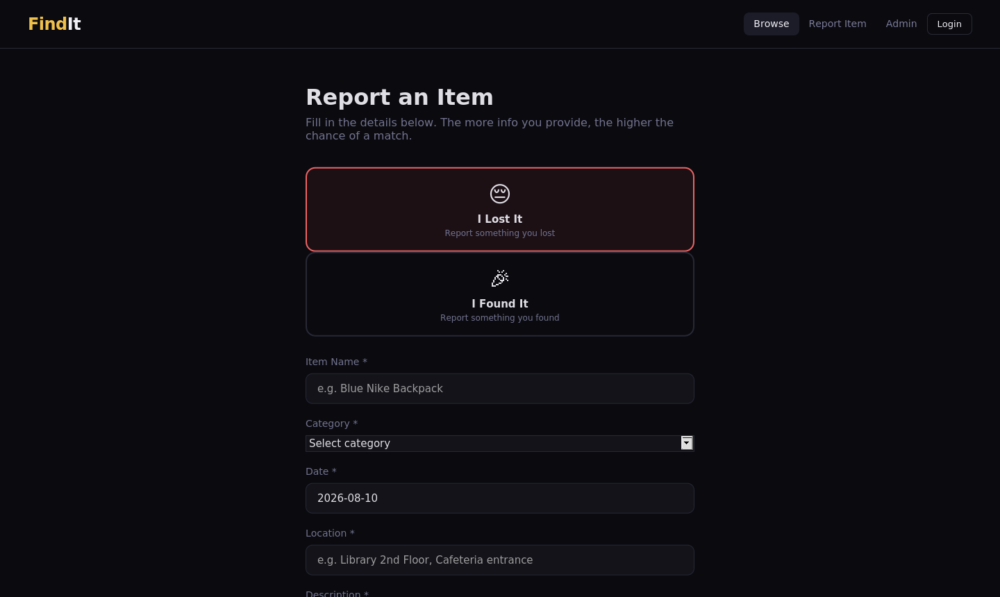 FindIt
Browse
Report Item
Admin
Login
Report an Item
Fill in the details below. The more info you provide, the higher the
chance of a match.
I Lost It
Report something you lost
I Found It
Report something you found
Item Name *
e.g. Blue Nike Backpack
Category *
Select category
Date *
2026-08-10
Location *
e.g. Library 2nd Floor, Cafeteria entrance
Description *